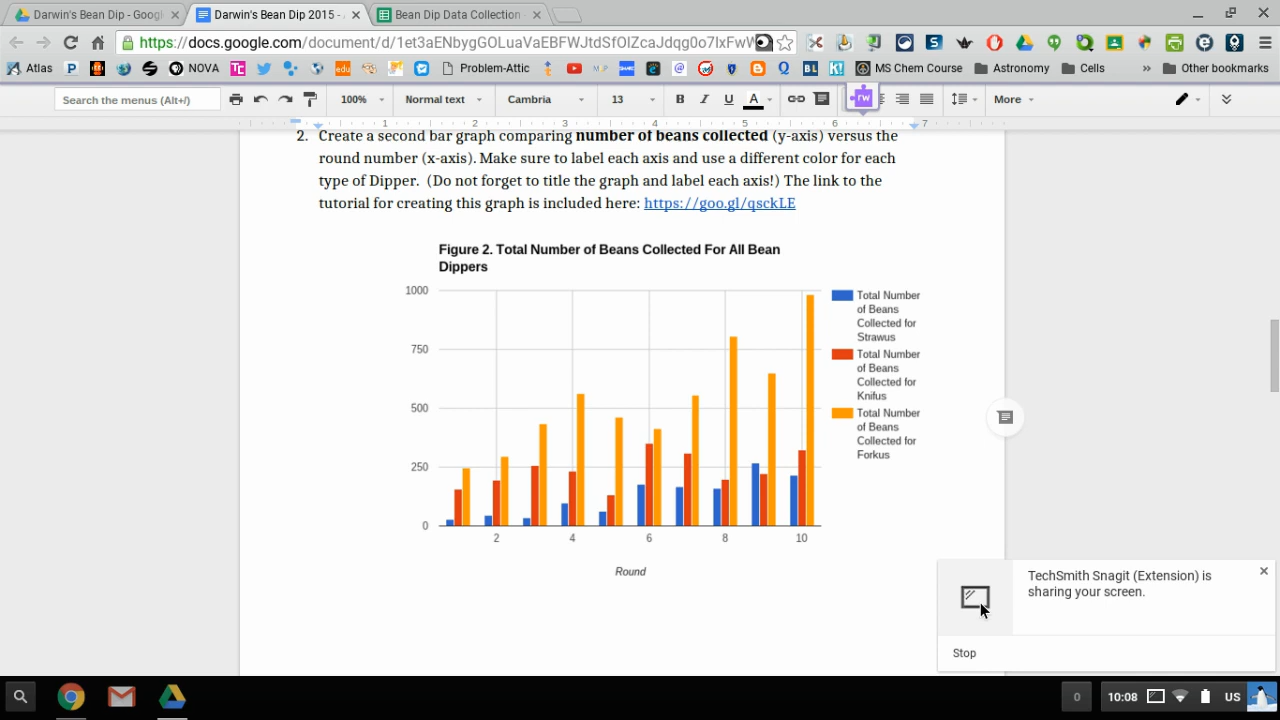 Darwin's Bean Dip - Googl
Darwin's Bean Dip 2015 -
Bean Dip Data Collection -
https://docs.google.com/document/d/1et3aENbygGOLuaVaEBFWJtdSfOlZcaJdqg0o7IxFwW
Atlas
NOVA
Problem-Attic
MS Chem Course
Astronomy
Cells
Other bookmarks
Search the menus (Alt+/)
100%
Normal text
Cambria
13
B I U A
rw
More
1 2 3 4 5 6 7
2. Create a second bar graph comparing number of beans collected (y-axis) versus the
round number (x-axis). Make sure to label each axis and use a different color for each
type of Dipper. (Do not forget to title the graph and label each axis!) The link to the
tutorial for creating this graph is included here: https://goo.gl/qsckLE
Figure 2. Total Number of Beans Collected For All Bean
Dippers
1000
750
500
250
0
2 4 6 8 10
Round
Total Number
of Beans
Collected for
Strawus
Total Number
of Beans
Collected for
Knifus
Total Number
of Beans
Collected for
Forkus
TechSmith Snagit (Extension) is
sharing your screen.
Stop
0
10:08
US